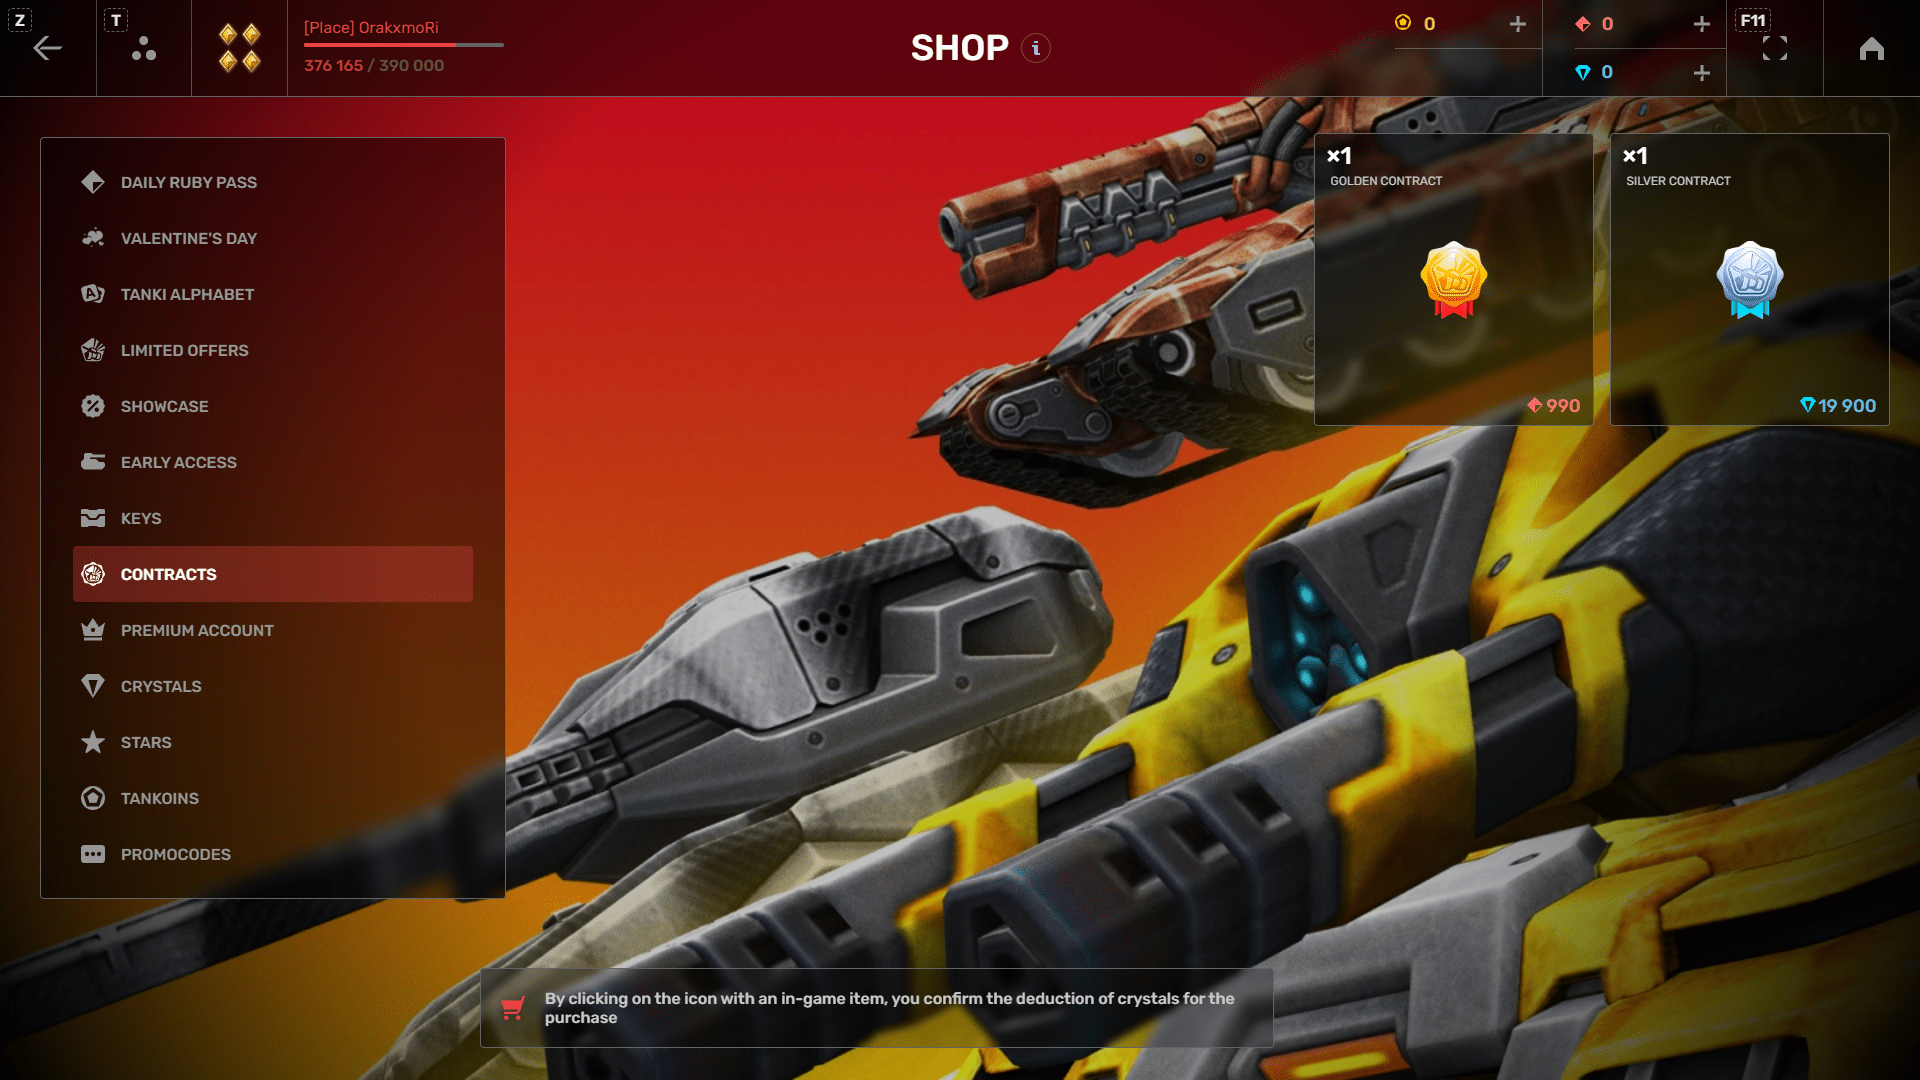 Z
T
[Place] OrakxmoRi
376 165 / 390 000
SHOP
i
0
0
0
F11
DAILY RUBY PASS
VALENTINE'S DAY
TANKI ALPHABET
LIMITED OFFERS
SHOWCASE
EARLY ACCESS
KEYS
CONTRACTS
PREMIUM ACCOUNT
CRYSTALS
STARS
TANKOINS
PROMOCODES
×1
GOLDEN CONTRACT
990
×1
SILVER CONTRACT
19 900
By clicking on the icon with an in-game item, you confirm the deduction of crystals for the
purchase